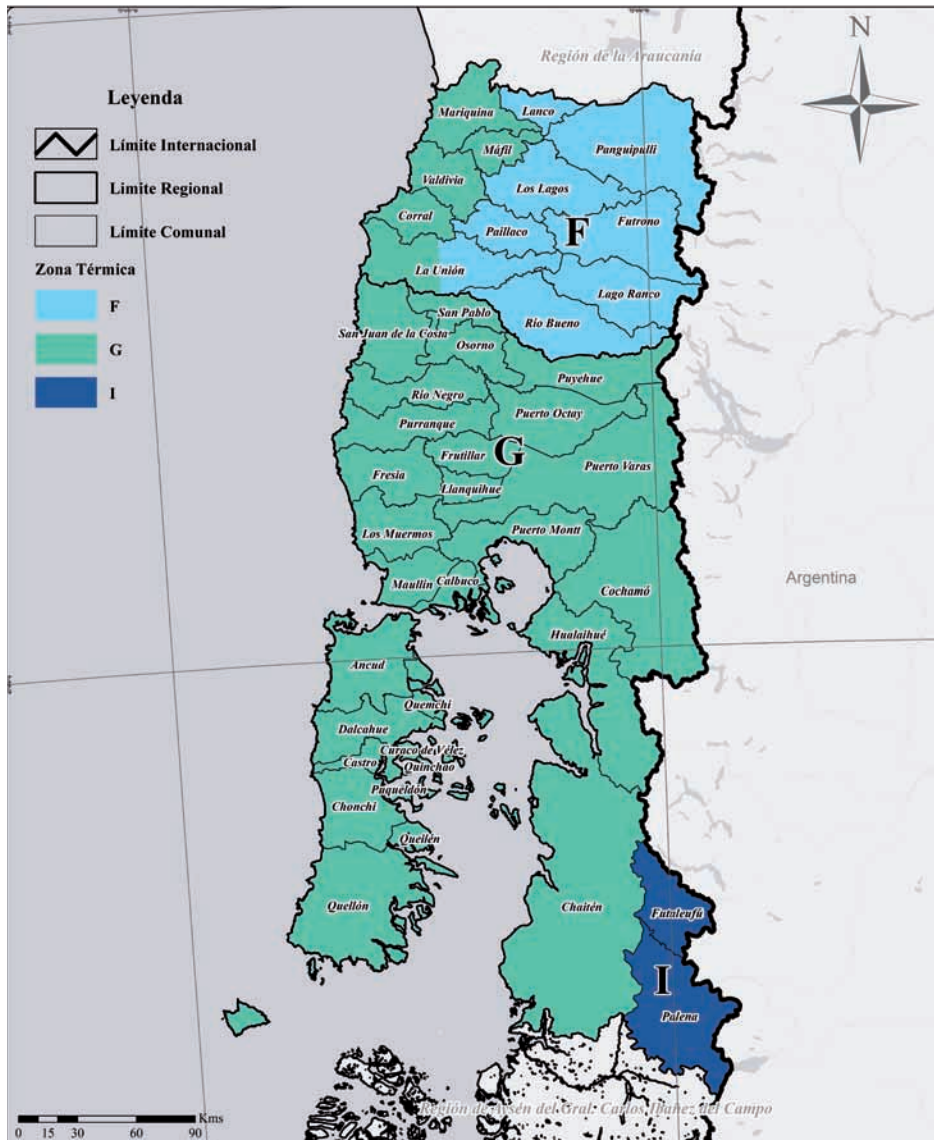 Región de la Araucanía
N
Leyenda
Límite Internacional
Límite Regional
Límite Comunal
Zona Térmica
F
G
I
Mariquina
Lanco
Máfil
Panguipulli
Valdivia
Los Lagos
Corral
Futrono
Paillaco
F
La Unión
Lago Ranco
San Pablo
Río Bueno
San Juan de la Costa
Osorno
Puyehue
Río Negro
Puerto Octay
Purranque
Frutillar
G
Puerto Varas
Fresia
Llanquihue
Los Muermos
Puerto Montt
Maullín
Calbuco
Argentina
Cochamó
Hualaihué
Ancud
Quemchi
Dalcahue
Curaco de Vélez
Castro
Quinchao
Puqueldón
Chonchi
Queilén
Quellón
Chaitén
Futaleufú
I
Palena
Región de Aysén del Gral. Carlos Ibáñez del Campo
Kms
0 15 30 60 90